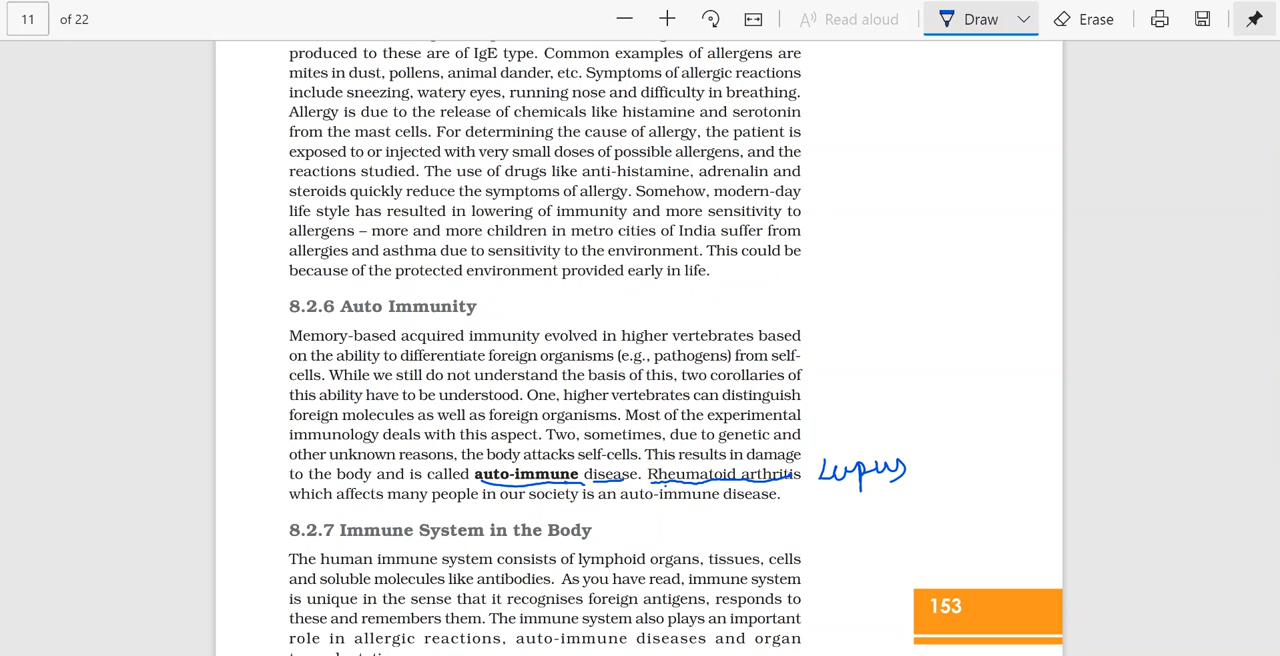 11 of 22 Read aloud Draw Erase
produced to these are of IgE type. Common examples of allergens are
mites in dust, pollens, animal dander, etc. Symptoms of allergic reactions
include sneezing, watery eyes, running nose and difficulty in breathing.
Allergy is due to the release of chemicals like histamine and serotonin
from the mast cells. For determining the cause of allergy, the patient is
exposed to or injected with very small doses of possible allergens, and the
reactions studied. The use of drugs like anti-histamine, adrenalin and
steroids quickly reduce the symptoms of allergy. Somehow, modern-day
life style has resulted in lowering of immunity and more sensitivity to
allergens – more and more children in metro cities of India suffer from
allergies and asthma due to sensitivity to the environment. This could be
because of the protected environment provided early in life.
8.2.6 Auto Immunity
Memory-based acquired immunity evolved in higher vertebrates based
on the ability to differentiate foreign organisms (e.g., pathogens) from self-
cells. While we still do not understand the basis of this, two corollaries of
this ability have to be understood. One, higher vertebrates can distinguish
foreign molecules as well as foreign organisms. Most of the experimental
immunology deals with this aspect. Two, sometimes, due to genetic and
other unknown reasons, the body attacks self-cells. This results in damage
to the body and is called auto-immune disease. Rheumatoid arthritis Lupus
which affects many people in our society is an auto-immune disease.
8.2.7 Immune System in the Body
The human immune system consists of lymphoid organs, tissues, cells
and soluble molecules like antibodies. As you have read, immune system
is unique in the sense that it recognises foreign antigens, responds to
these and remembers them. The immune system also plays an important
role in allergic reactions, auto-immune diseases and organ
153